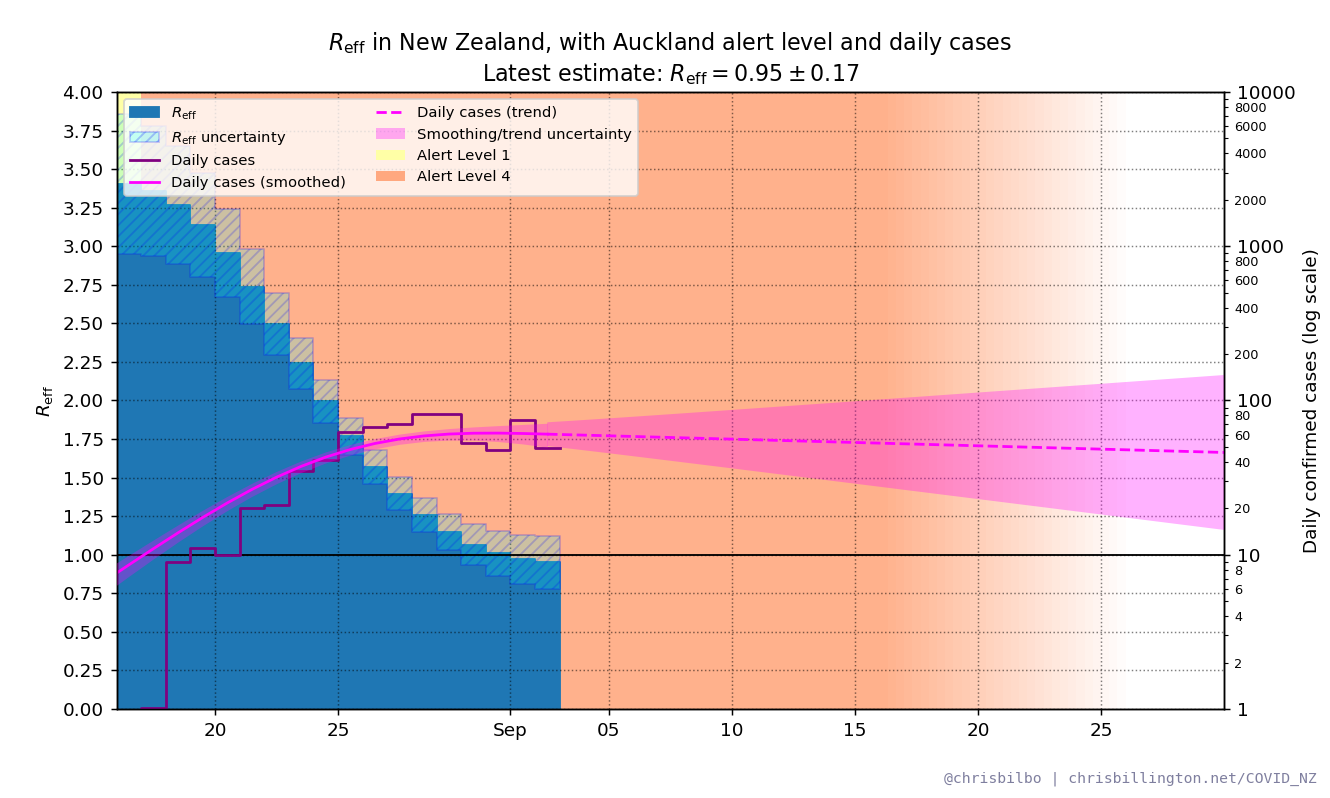 R_eff in New Zealand, with Auckland alert level and daily cases
Latest estimate: R_eff = 0.95 ± 0.17
R_eff
R_eff uncertainty
Daily cases
Daily cases (smoothed)
Daily cases (trend)
Smoothing/trend uncertainty
Alert Level 1
Alert Level 4
R_eff
4.00
3.75
3.50
3.25
3.00
2.75
2.50
2.25
2.00
1.75
1.50
1.25
1.00
0.75
0.50
0.25
0.00
20 25 Sep 05 10 15 20 25
10000
8000
6000
4000
2000
1000
800
600
400
200
100
80
60
40
20
10
8
6
4
2
1
Daily confirmed cases (log scale)
@chrisbilbo | chrisbillington.net/COVID_NZ